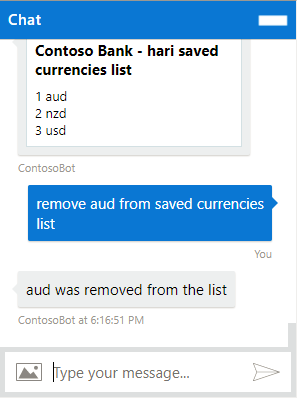 Chat
Contoso Bank - hari saved
currencies list
1 aud
2 nzd
3 usd
ContosoBot
remove aud from saved currencies
list
You
aud was removed from the list
ContosoBot at 6:16:51 PM
Type your message...